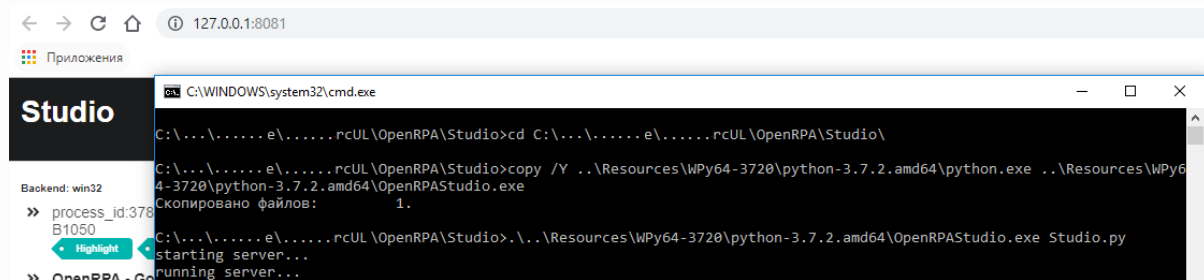 127.0.0.1:8081
Приложения
Studio
C:\WINDOWS\system32\cmd.exe
C:\...\......e\......rcUL\OpenRPA\Studio>cd C:\...\......e\......rcUL\OpenRPA\Studio\
C:\...\......e\......rcUL\OpenRPA\Studio>copy /Y ..\Resources\WPy64-3720\python-3.7.2.amd64\python.exe ..\Resources\WPy6
4-3720\python-3.7.2.amd64\OpenRPAStudio.exe
Скопировано файлов:         1.
C:\...\......e\......rcUL\OpenRPA\Studio>.\..\Resources\WPy64-3720\python-3.7.2.amd64\OpenRPAStudio.exe Studio.py
starting server...
running server...
Backend: win32
process_id:378
B1050
Highlight
OpenRPA - Go